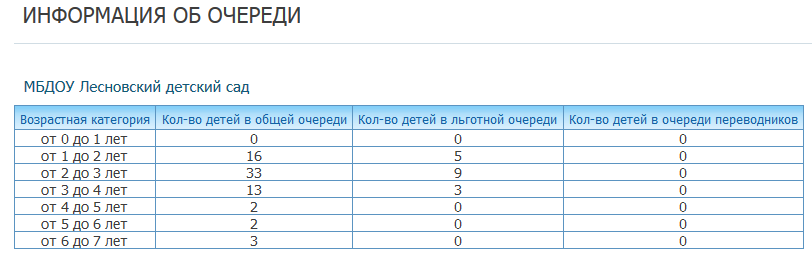 ИНФОРМАЦИЯ ОБ ОЧЕРЕДИ
МБДОУ Лесновский детский сад
Возрастная категория Кол-во детей в общей очереди Кол-во детей в льготной очереди Кол-во детей в очереди переводников
от 0 до 1 лет 0 0 0
от 1 до 2 лет 16 5 0
от 2 до 3 лет 33 9 0
от 3 до 4 лет 13 3 0
от 4 до 5 лет 2 0 0
от 5 до 6 лет 2 0 0
от 6 до 7 лет 3 0 0